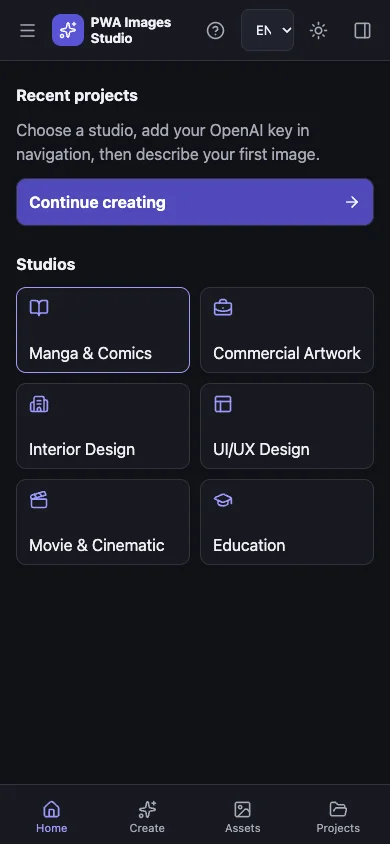 PWA Images
Studio
EN
Recent projects
Choose a studio, add your OpenAI key in
navigation, then describe your first image.
Continue creating
Studios
Manga & Comics
Commercial Artwork
Interior Design
UI/UX Design
Movie & Cinematic
Education
Home
Create
Assets
Projects